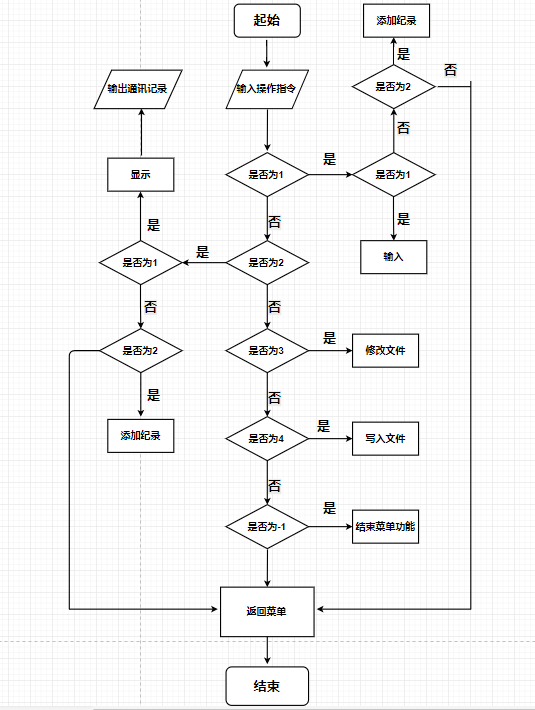 起始
添加纪录
是
否
输出通讯记录
输入操作指令
是否为2
否
显示
是否为1
是
是否为1
是
否
是
输入
是否为1
是
是否为2
否
否
是否为2
是否为3
是
修改文件
是
否
添加纪录
是否为4
是
写入文件
否
是否为-1
是
结束菜单功能
返回菜单
结束